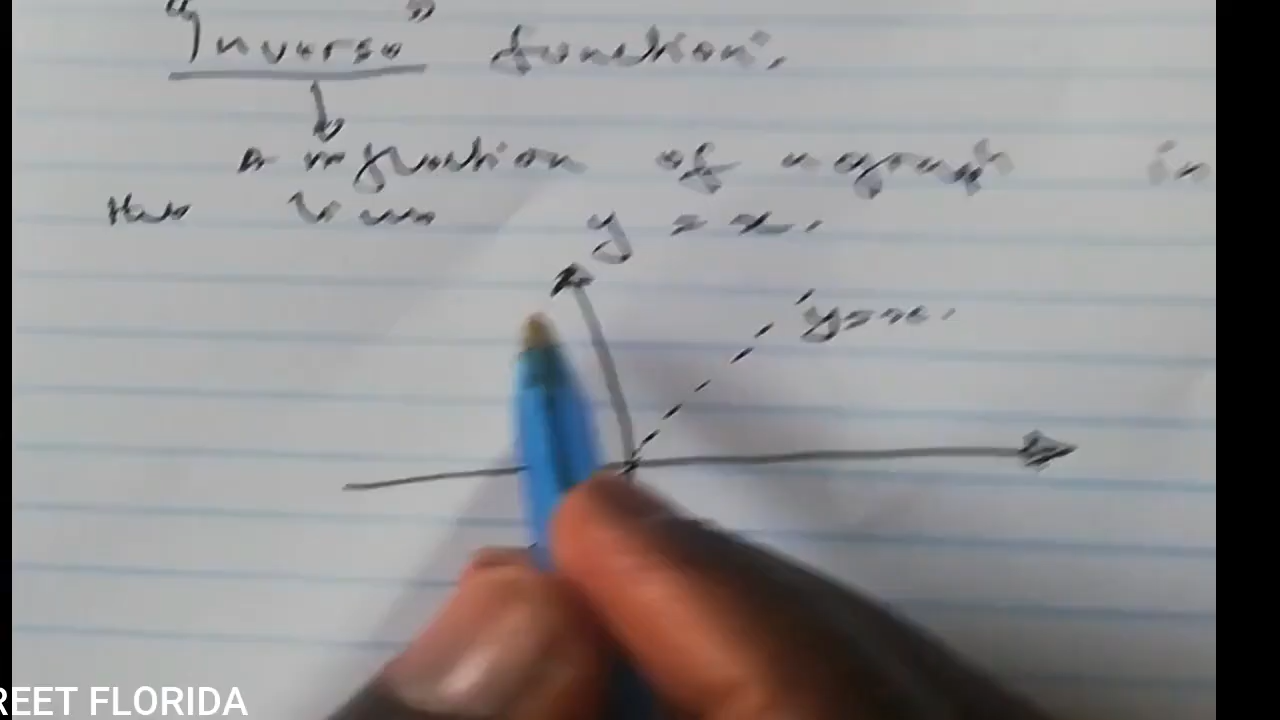 "Inverse" function.
A reflection of a graph in
the line y = x.
y=x.
REET FLORIDA